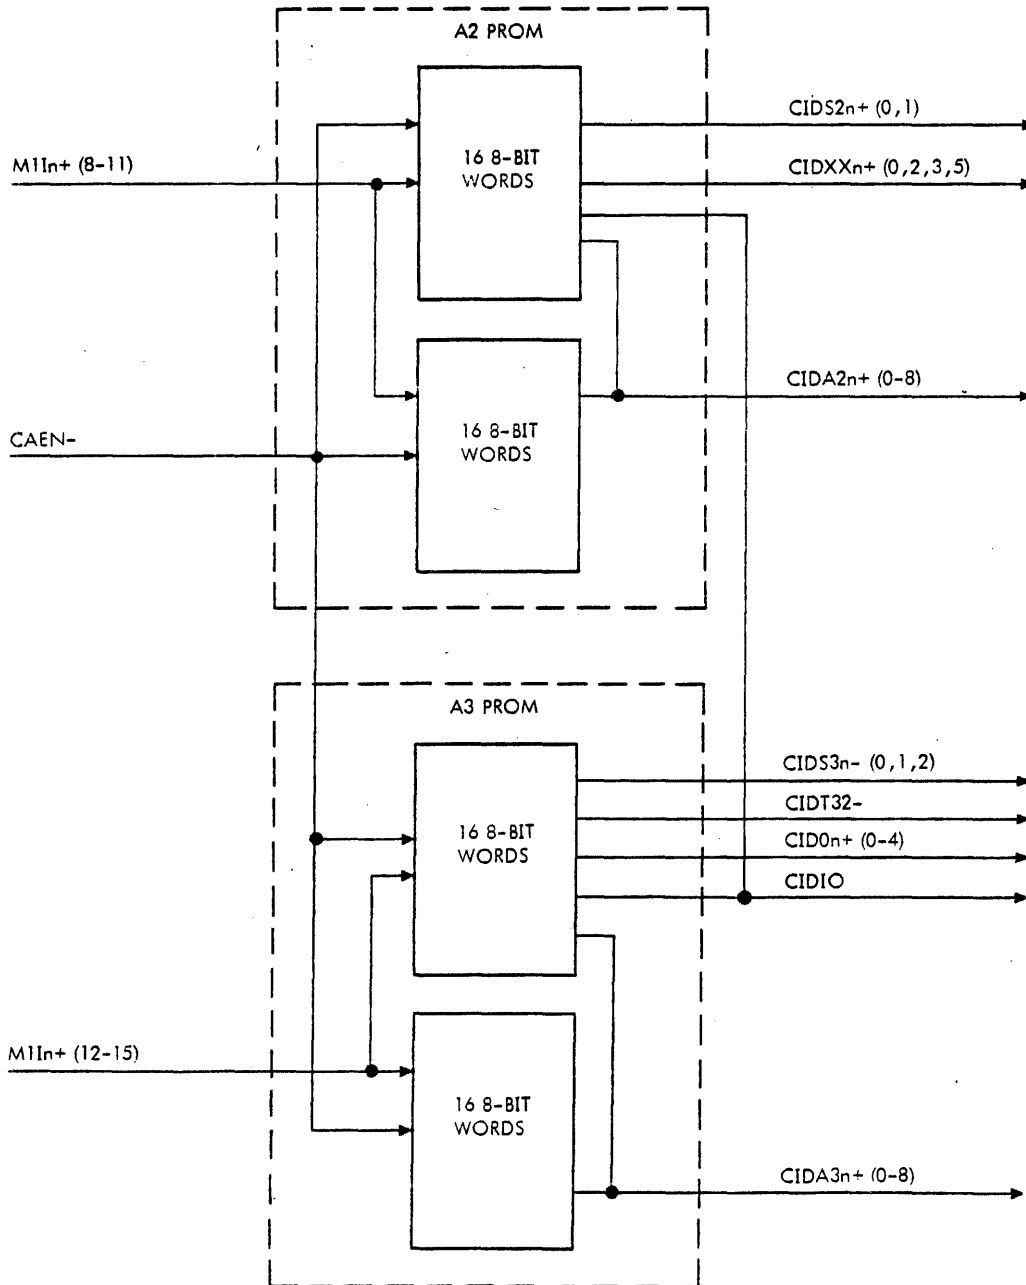 A2 PROM
CIDS2n+ (0,1)
16 8-BIT
WORDS
M1In+ (8-11)
CIDXXn+ (0,2,3,5)
CIDA2n+ (0-8)
16 8-BIT
WORDS
CAEN-
A3 PROM
CIDS3n- (0,1,2)
CIDT32-
16 8-BIT
WORDS
CID0n+ (0-4)
CIDIO
M1In+ (12-15)
16 8-BIT
WORDS
CIDA3n+ (0-8)